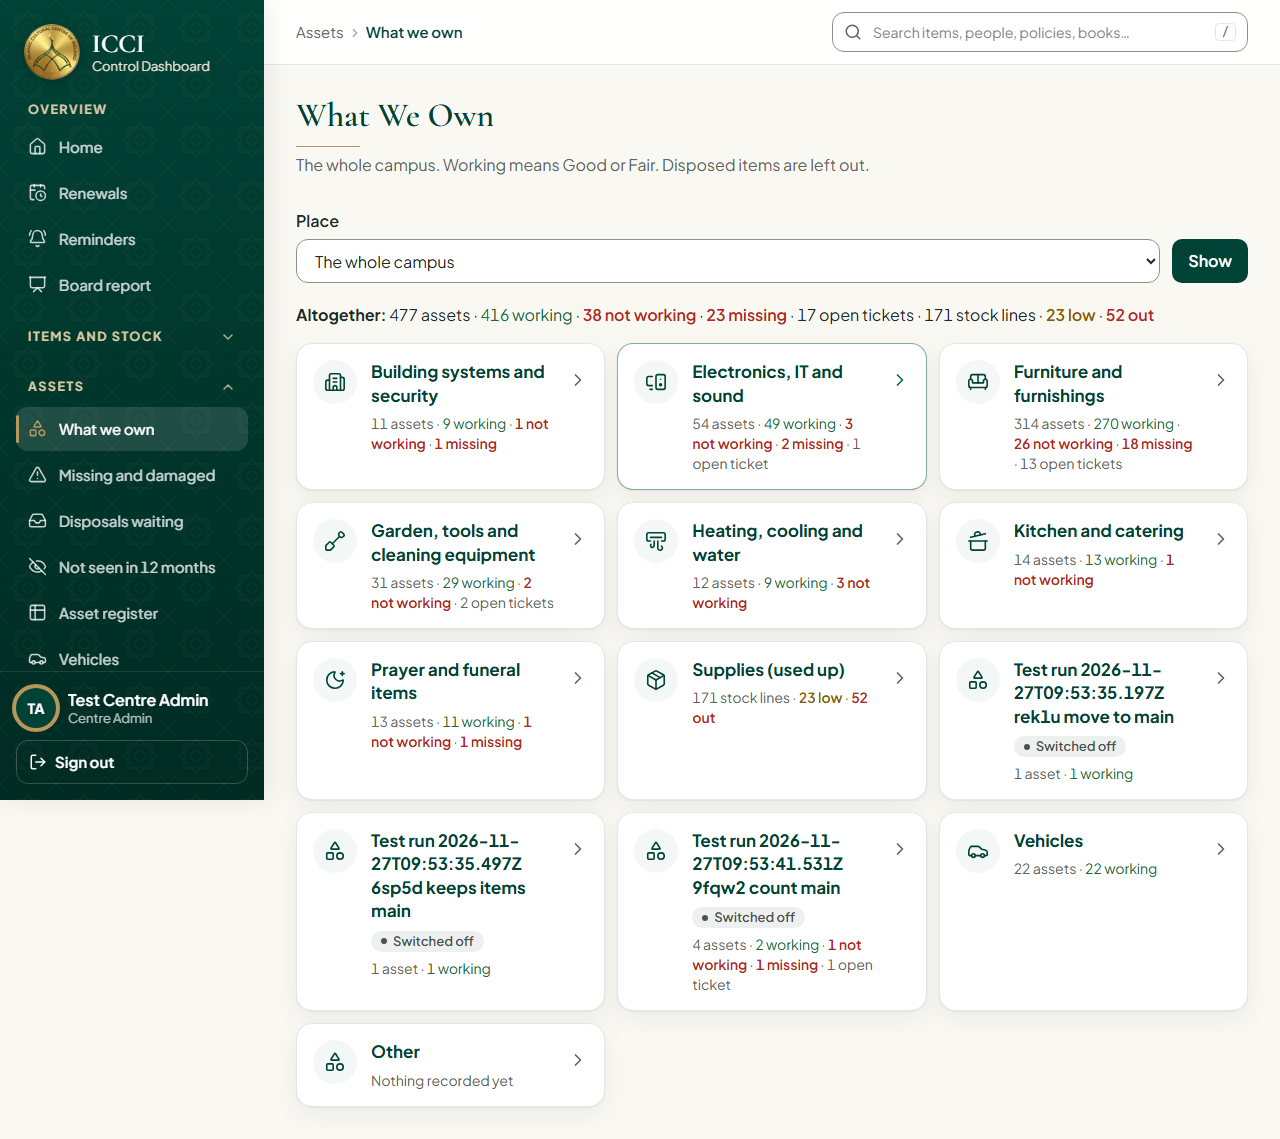 ICCI
Control Dashboard
OVERVIEW
Home
Renewals
Reminders
Board report
ITEMS AND STOCK
ASSETS
What we own
Missing and damaged
Disposals waiting
Not seen in 12 months
Asset register
Vehicles
TA
Test Centre Admin
Centre Admin
Sign out
Assets > What we own
Search items, people, policies, books...
/
What We Own
The whole campus. Working means Good or Fair. Disposed items are left out.
Place
The whole campus
Show
Altogether: 477 assets · 416 working · 38 not working · 23 missing · 17 open tickets · 171 stock lines · 23 low · 52 out
Building systems and
security
11 assets · 9 working · 1 not
working · 1 missing
Electronics, IT and
sound
54 assets · 49 working · 3
not working · 2 missing · 1
open ticket
Furniture and
furnishings
314 assets · 270 working ·
26 not working · 18 missing
· 13 open tickets
Garden, tools and
cleaning equipment
31 assets · 29 working · 2
not working · 2 open tickets
Heating, cooling and
water
12 assets · 9 working · 3 not
working
Kitchen and catering
14 assets · 13 working · 1
not working
Prayer and funeral
items
13 assets · 11 working · 1
not working · 1 missing
Supplies (used up)
171 stock lines · 23 low · 52
out
Test run 2026-11-
27T09:53:35.197Z
rek1u move to main
Switched off
1 asset · 1 working
Test run 2026-11-
27T09:53:35.497Z
6sp5d keeps items
main
Switched off
1 asset · 1 working
Test run 2026-11-
27T09:53:41.531Z
9fqw2 count main
Switched off
4 assets · 2 working · 1 not
working · 1 missing · 1 open
ticket
Vehicles
22 assets · 22 working
Other
Nothing recorded yet